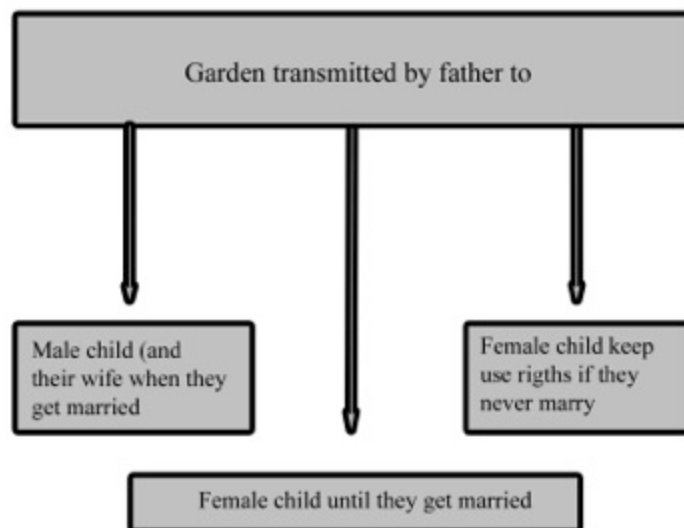 Garden transmitted by father to
Male child (and
their wife when they
get married
Female child keep
use rigths if they
never marry
Female child until they get married